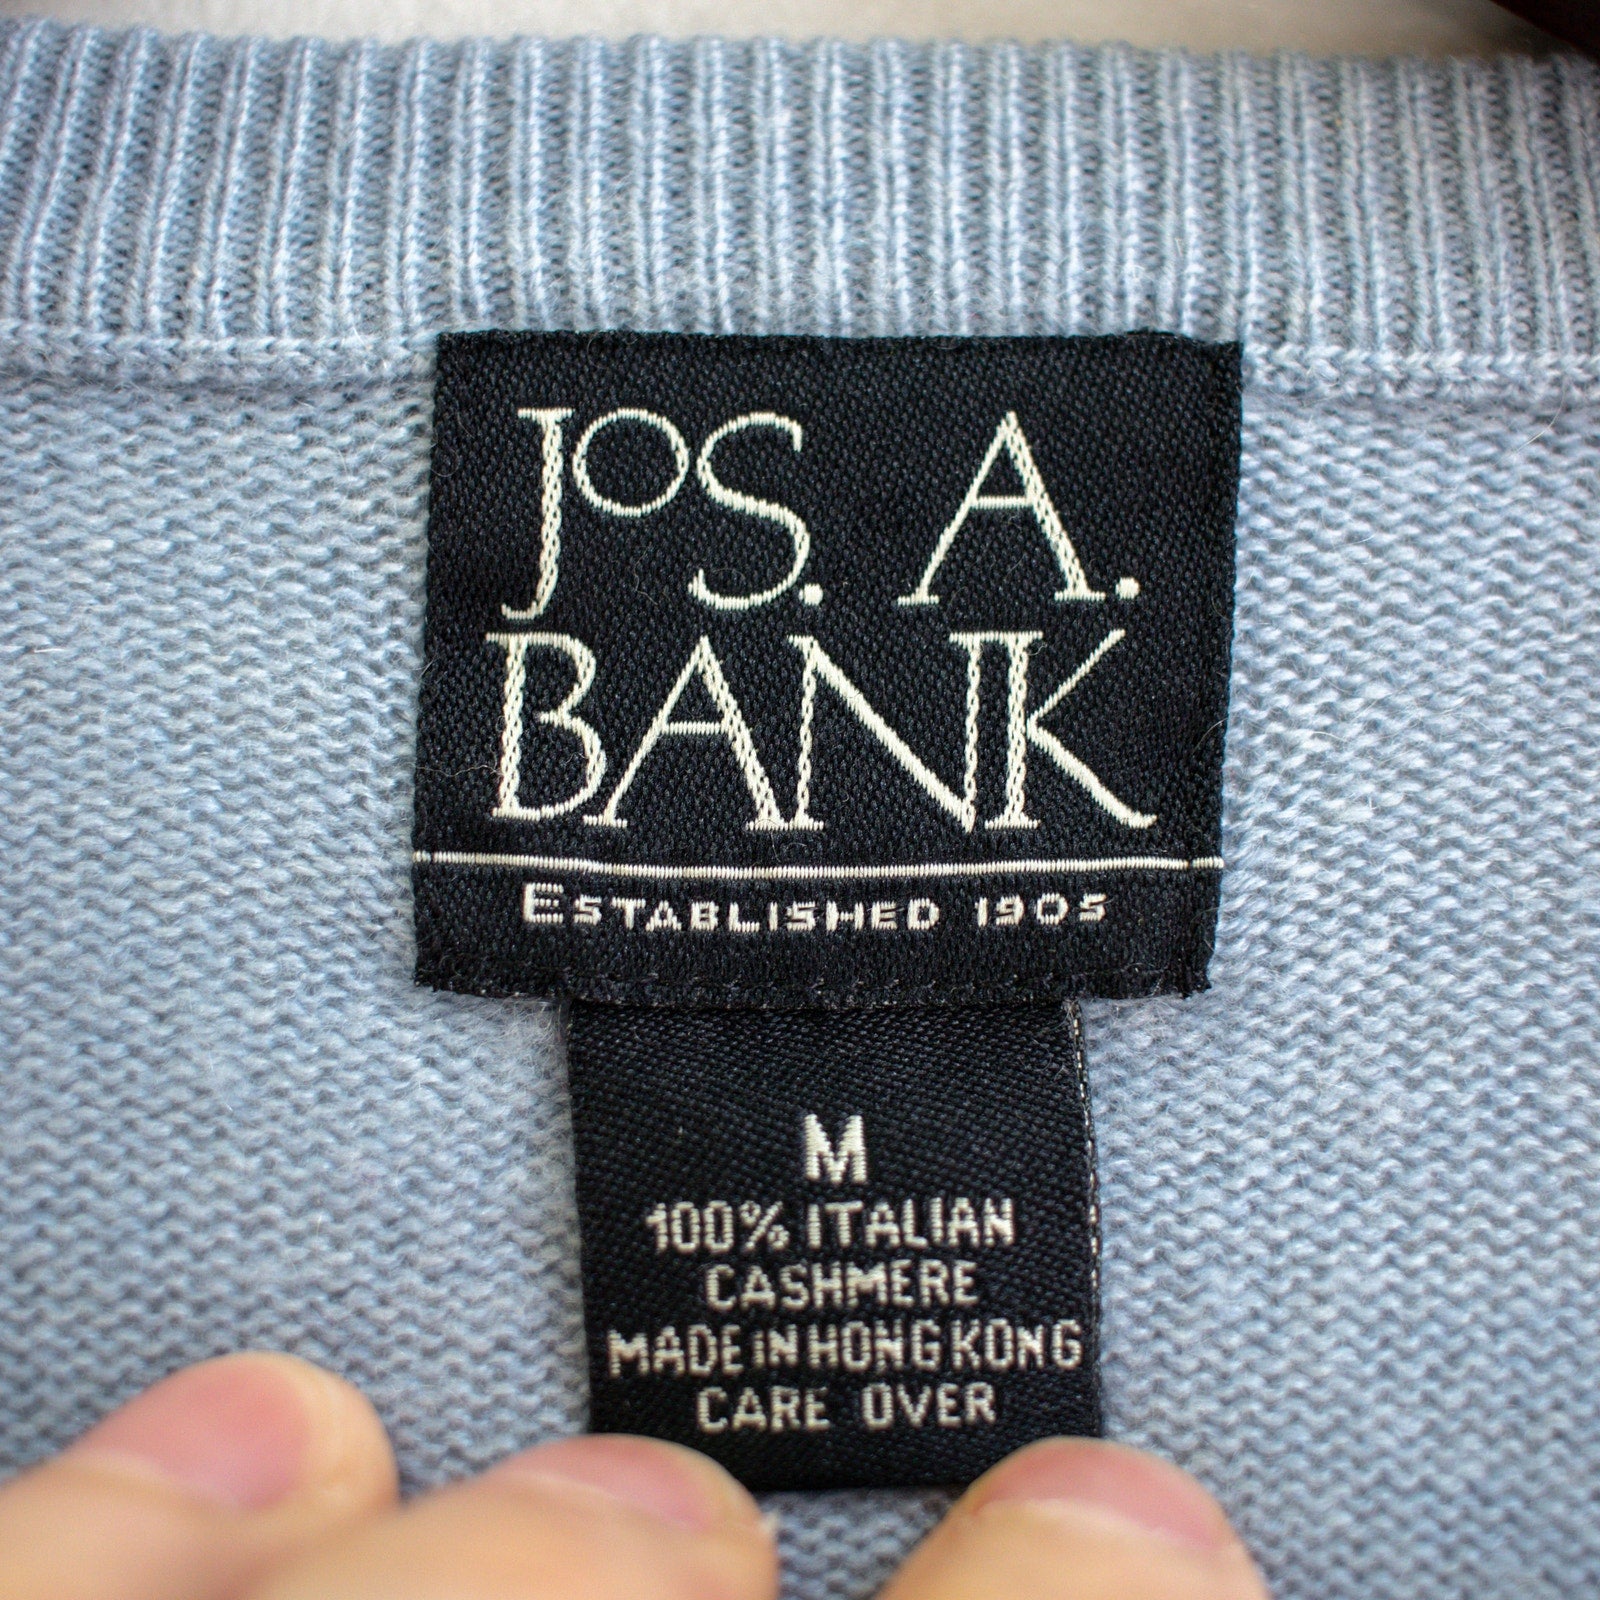 JOS. A.
BANK
ESTABLISHED 1905
M
100% ITALIAN
CASHMERE
MADE IN HONG KONG
CARE OVER